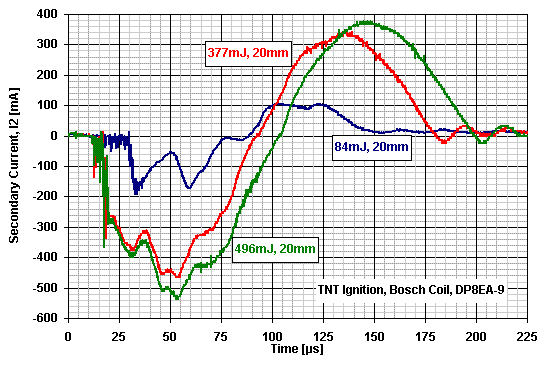 400
300
200
100
0
-100
-200
-300
-400
-500
-600
Secondary Current, I2 [mA]
377mJ, 20mm
84mJ, 20mm
496mJ, 20mm
TNT Ignition, Bosch Coil, DP8EA-9
0 25 50 75 100 125 150 175 200 225
Time [µs]